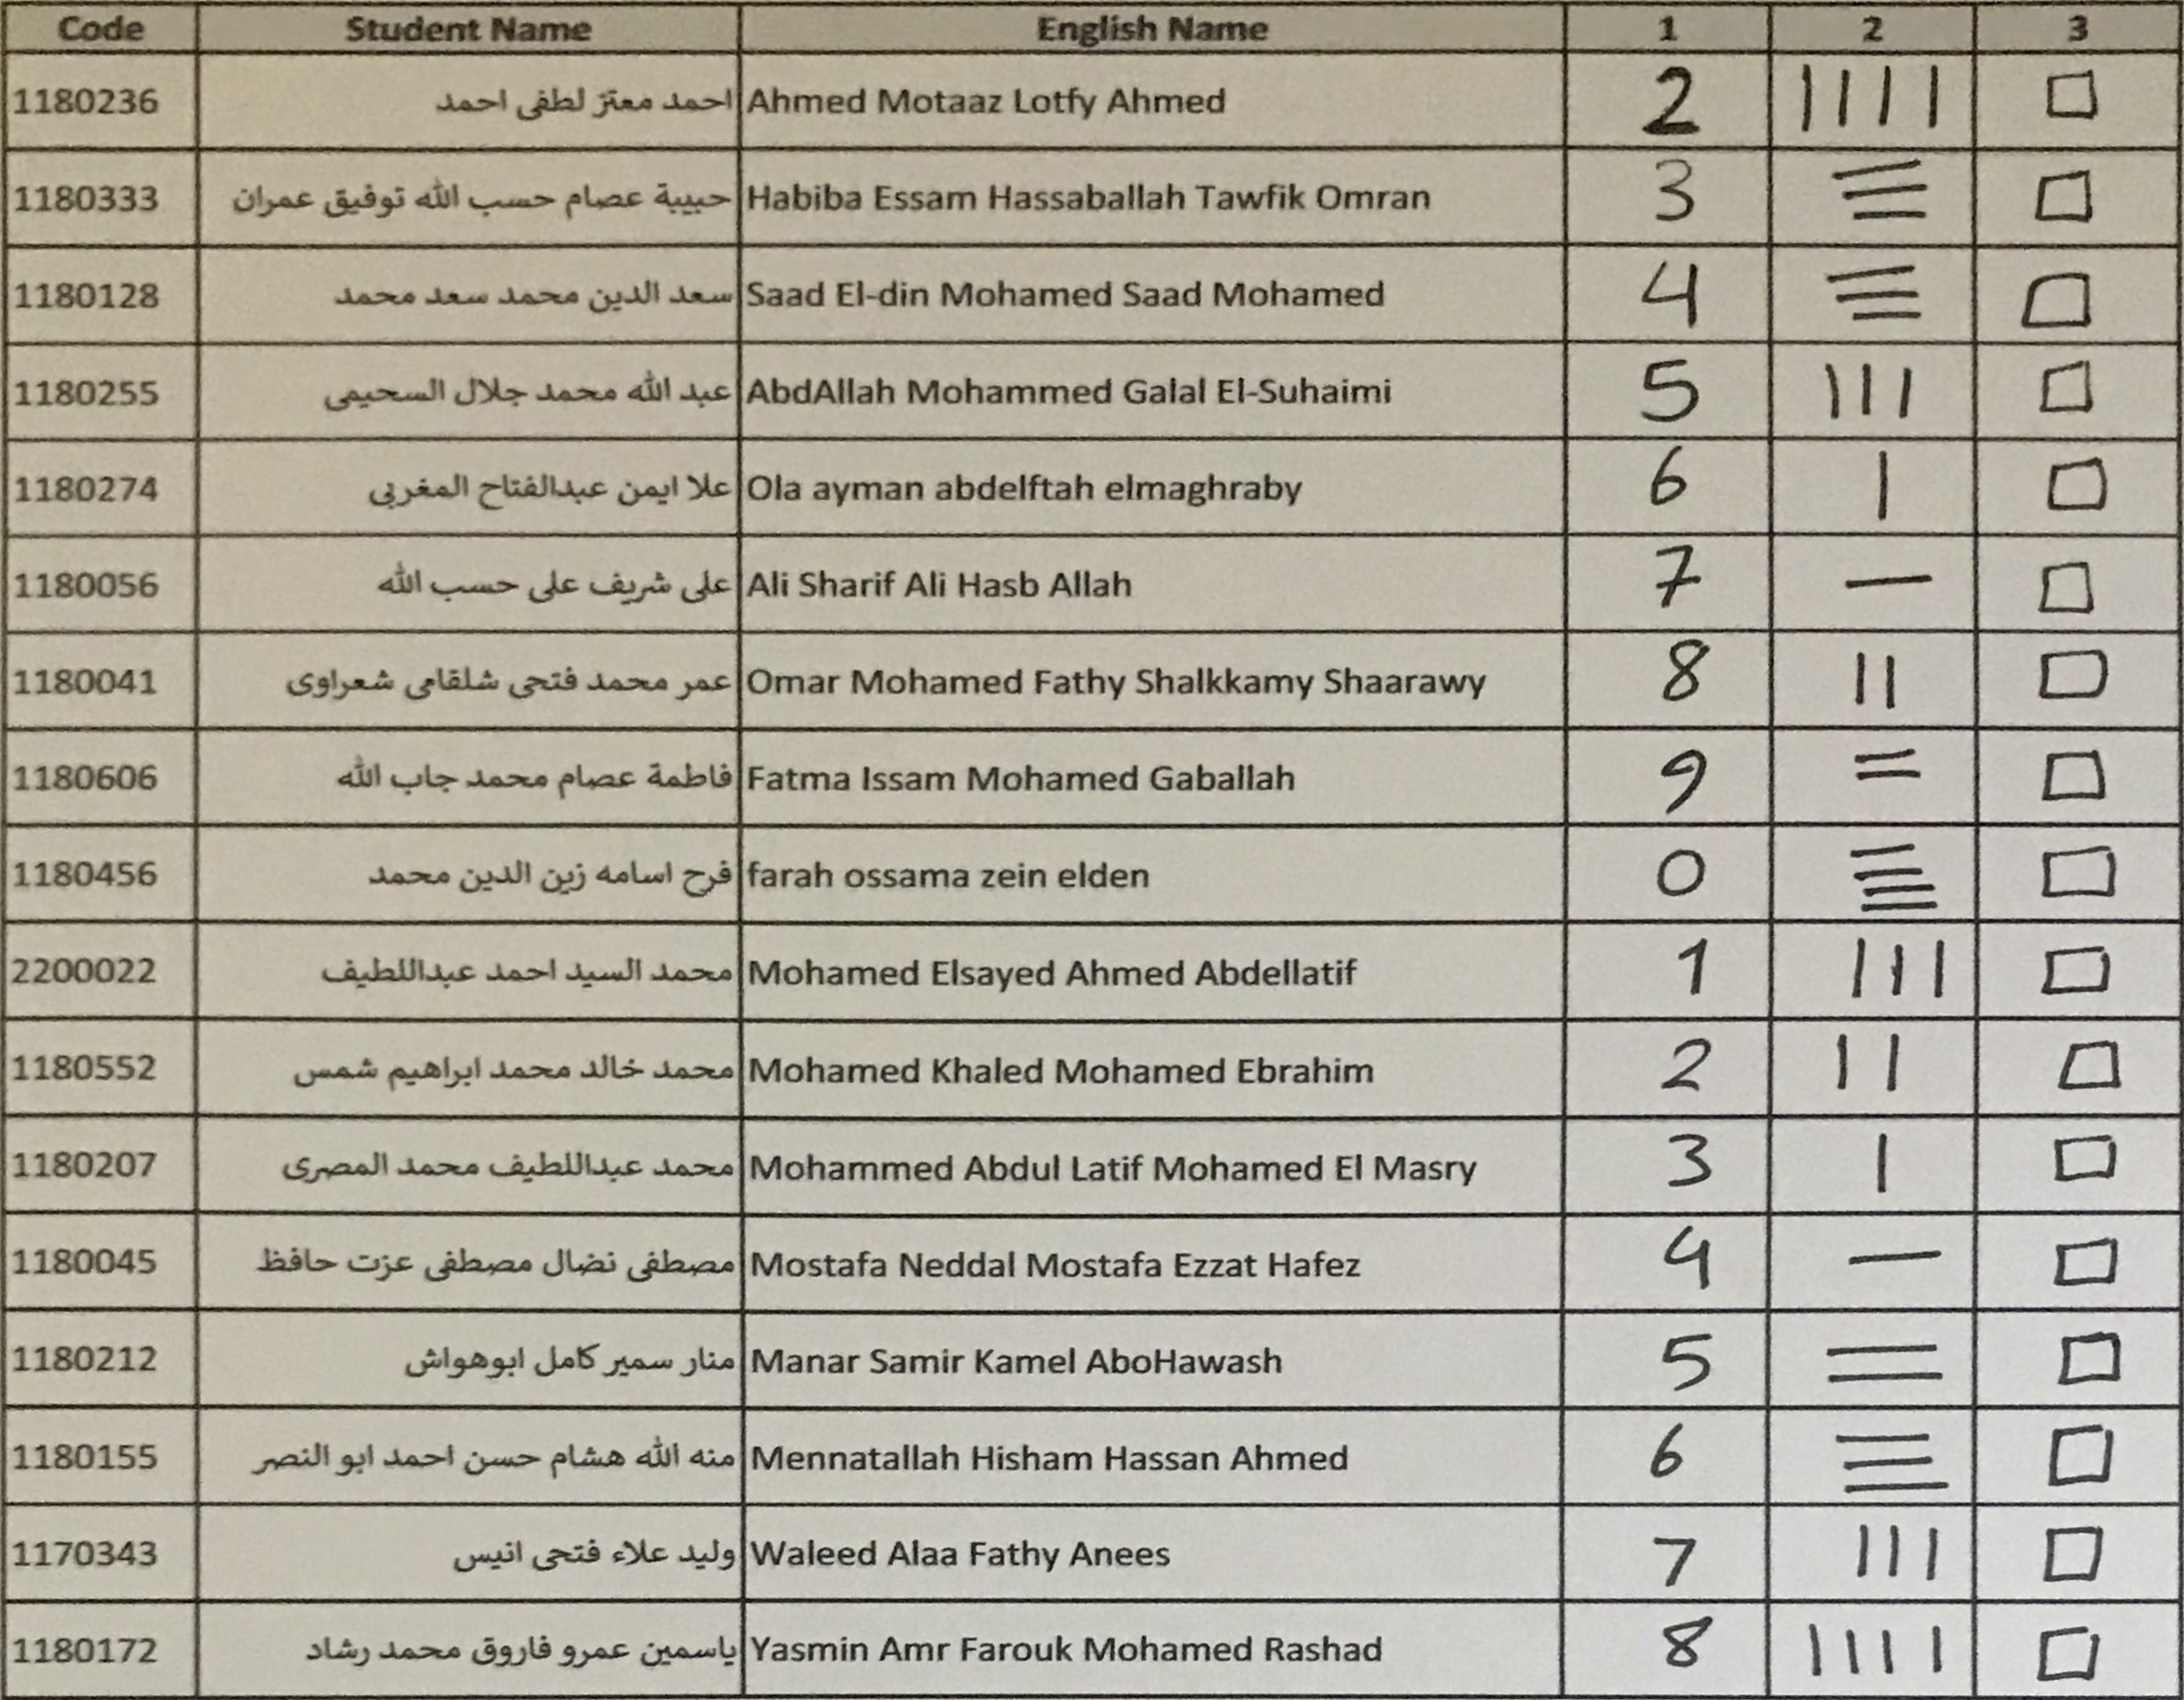 Code Student Name English Name 1 2 3
1180236 احمد معتز لطفى احمد Ahmed Motaaz Lotfy Ahmed 2 |||| □
1180333 حبيبة عصام حسب الله توفيق عمران Habiba Essam Hassaballah Tawfik Omran 3 ☰ □
1180128 سعد الدين محمد سعد محمد Saad El-din Mohamed Saad Mohamed 4 ☰ □
1180255 عبد الله محمد جلال السحيمى AbdAllah Mohammed Galal El-Suhaimi 5 ||| □
1180274 علا ايمن عبدالفتاح المغربى Ola ayman abdelftah elmaghraby 6 | □
1180056 على شريف على حسب الله Ali Sharif Ali Hasb Allah 7 — □
1180041 عمر محمد فتحى شلقامى شعراوى Omar Mohamed Fathy Shalkkamy Shaarawy 8 || □
1180606 فاطمة عصام محمد جاب الله Fatma Issam Mohamed Gaballah 9 = □
1180456 فرح اسامه زين الدين محمد farah ossama zein elden 0 𝍤 □
2200022 محمد السيد احمد عبداللطيف Mohamed Elsayed Ahmed Abdellatif 1 ||| □
1180552 محمد خالد محمد ابراهيم شمس Mohamed Khaled Mohamed Ebrahim 2 || □
1180207 محمد عبداللطيف محمد المصرى Mohammed Abdul Latif Mohamed El Masry 3 | □
1180045 مصطفى نضال مصطفى عزت حافظ Mostafa Neddal Mostafa Ezzat Hafez 4 — □
1180212 منار سمير كامل ابوهواش Manar Samir Kamel AboHawash 5 = □
1180155 منه الله هشام حسن احمد ابو النصر Mennatallah Hisham Hassan Ahmed 6 ☰ □
1170343 وليد علاء فتحى انيس Waleed Alaa Fathy Anees 7 ||| □
1180172 ياسمين عمرو فاروق محمد رشاد Yasmin Amr Farouk Mohamed Rashad 8 |||| □